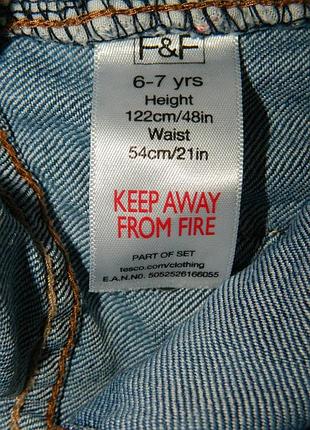 F&F
6-7 yrs
Height
122cm/48in
Waist
54cm/21in
KEEP AWAY
FROM FIRE
PART OF SET
tesco.com/clothing
E.A.N.N0. 5052526166055